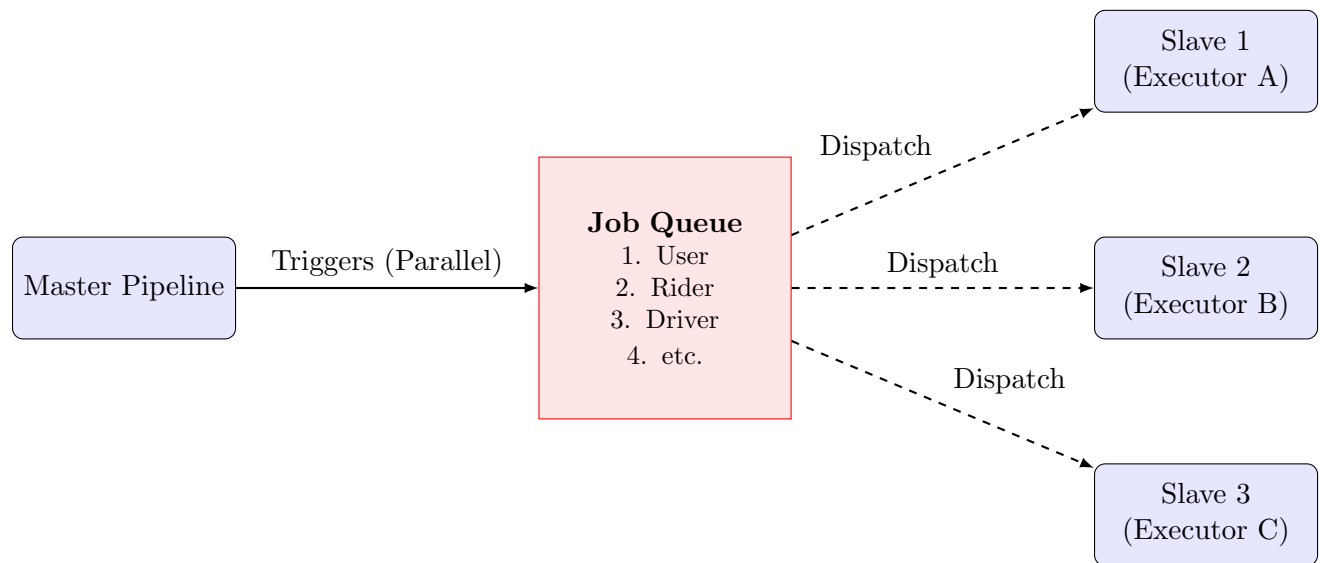 Master Pipeline
Triggers (Parallel)
Job Queue
1. User
2. Rider
3. Driver
4. etc.
Dispatch
Dispatch
Dispatch
Slave 1
(Executor A)
Slave 2
(Executor B)
Slave 3
(Executor C)